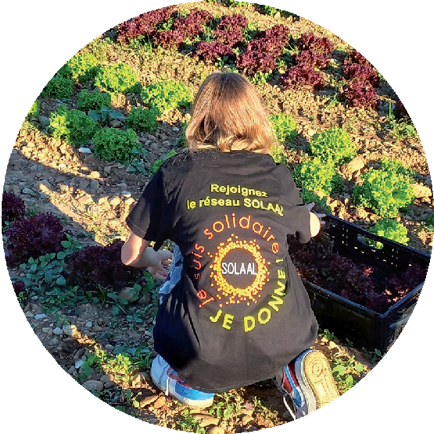 Rejoignez
le réseau SOLAAL
je suis solidaire
SOLAAL
JE DONNE